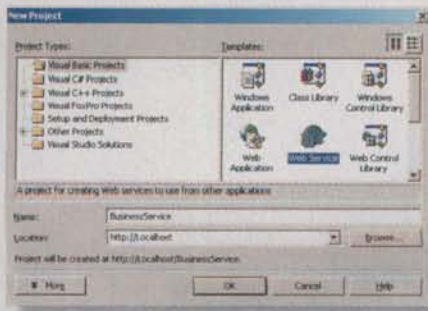 New Project
Project Types:
Templates:
Visual Basic Projects
Visual C# Projects
Visual C++ Projects
Visual FoxPro Projects
Setup and Deployment Projects
Other Projects
Visual Studio Solutions
Windows Application
Class Library
Windows Control Library
Web Application
Web Service
Web Control Library
A project for creating Web services to use from other applications
Name:
BusinessService
Location:
http://localhost
Browse...
Project will be created at http://localhost/BusinessService.
More
OK
Cancel
Help